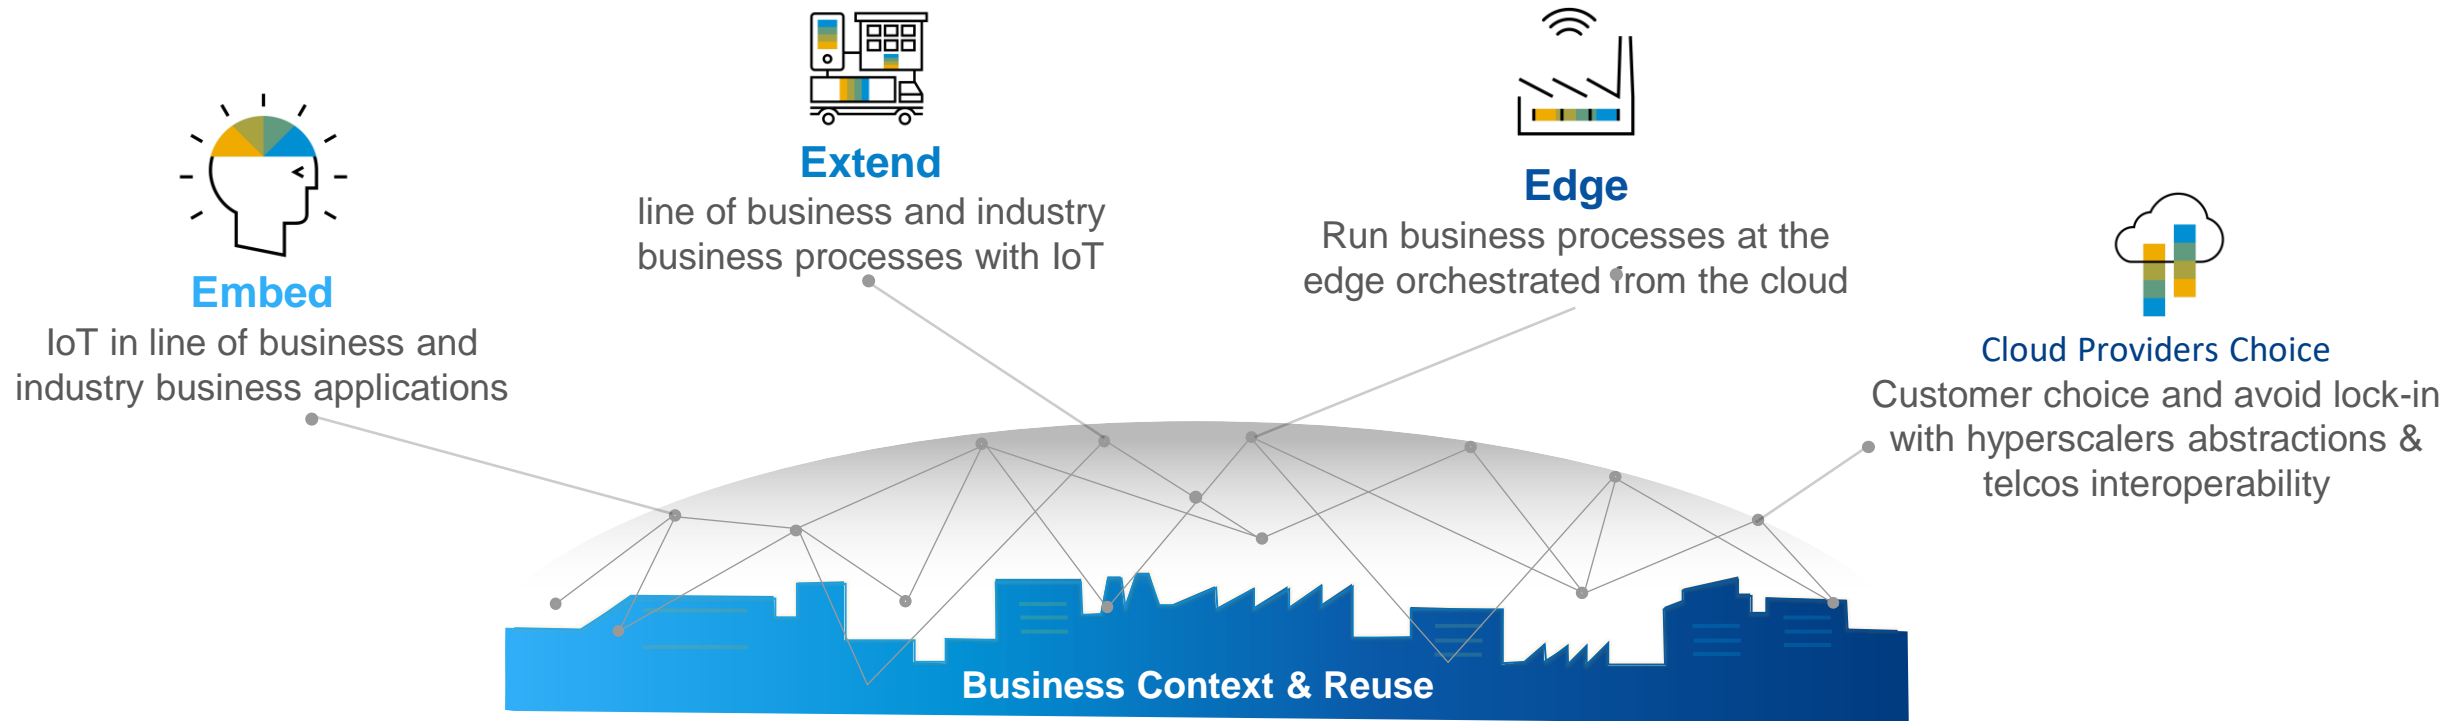 Embed
IoT in line of business and
industry business applications
Extend
line of business and industry
business processes with IoT
Edge
Run business processes at the
edge orchestrated from the cloud
Cloud Providers Choice
Customer choice and avoid lock-in
with hyperscalers abstractions &
telcos interoperability
Business Context & Reuse